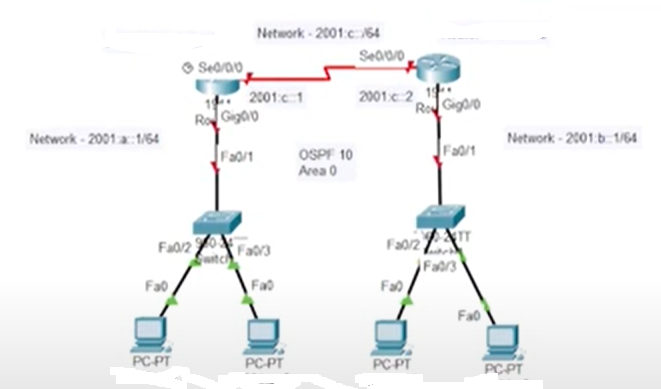 Network - 2001:c::/64
Se0/0/0
Se0/0/0
2001:c::1
2001:c::2
Gig0/0
Gig0/0
Network - 2001:a::1/64
Network - 2001:b::1/64
Fa0/1
OSPF 10
Area 0
Fa0/1
Fa0/2
Fa0/3
Fa0/2
Fa0/3
Fa0
Fa0
Fa0
Fa0
PC-PT
PC-PT
PC-PT
PC-PT